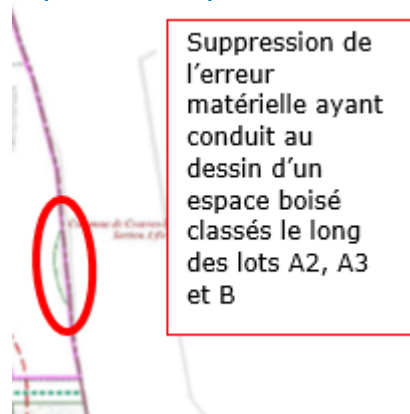 Suppression de
l'erreur
matérielle ayant
conduit au
dessin d'un
espace boisé
classés le long
des lots A2, A3
et B